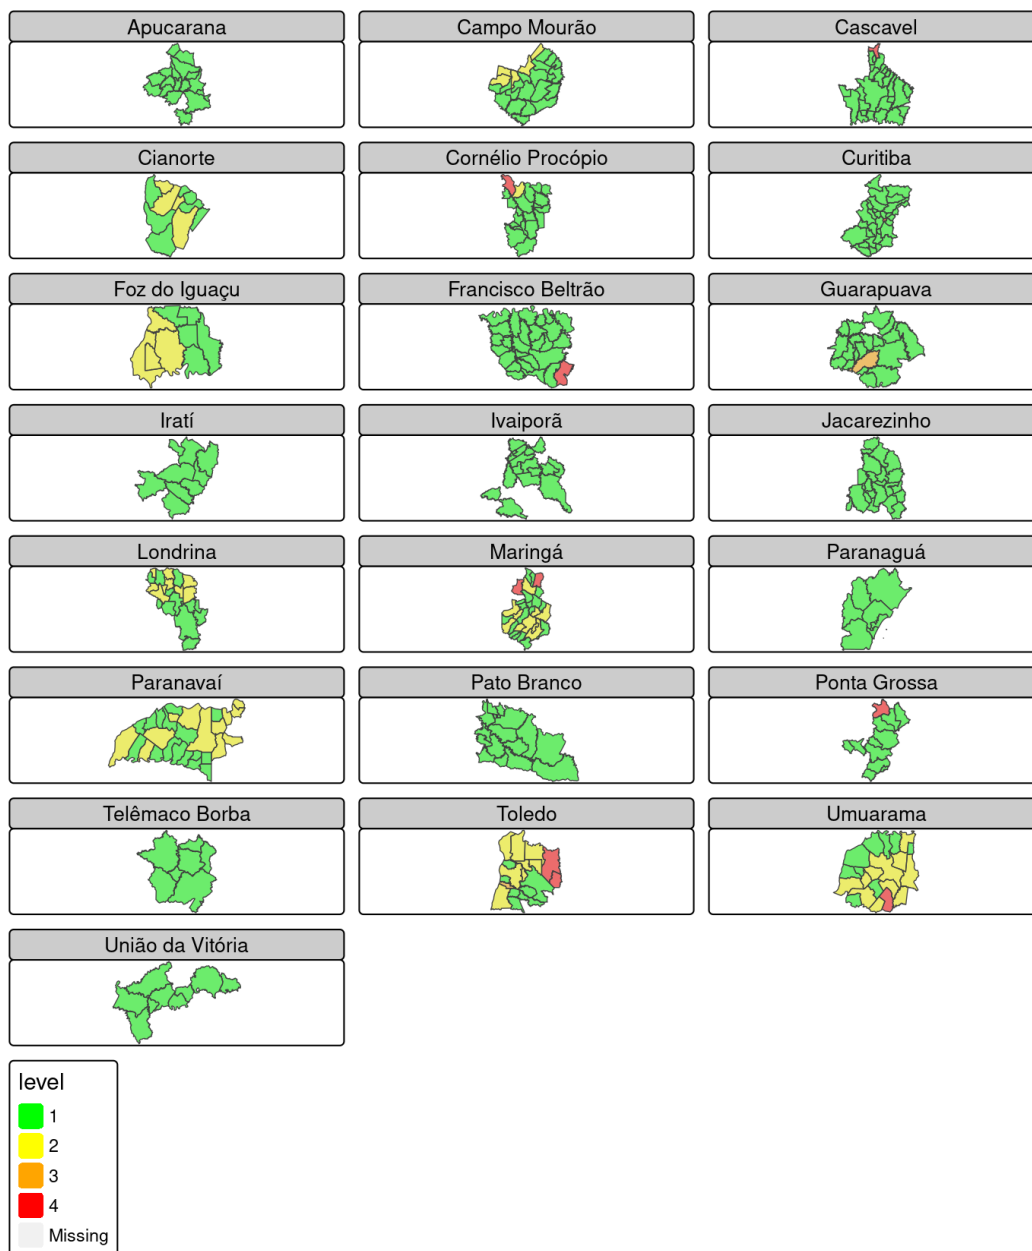 Apucarana
Campo Mourão
Cascavel
Cianorte
Cornélio Procópio
Curitiba
Foz do Iguaçu
Francisco Beltrão
Guarapuava
Iratí
Ivaiporã
Jacarezinho
Londrina
Maringá
Paranaguá
Paranavaí
Pato Branco
Ponta Grossa
Telêmaco Borba
Toledo
Umuarama
União da Vitória
level
1
2
3
4
Missing